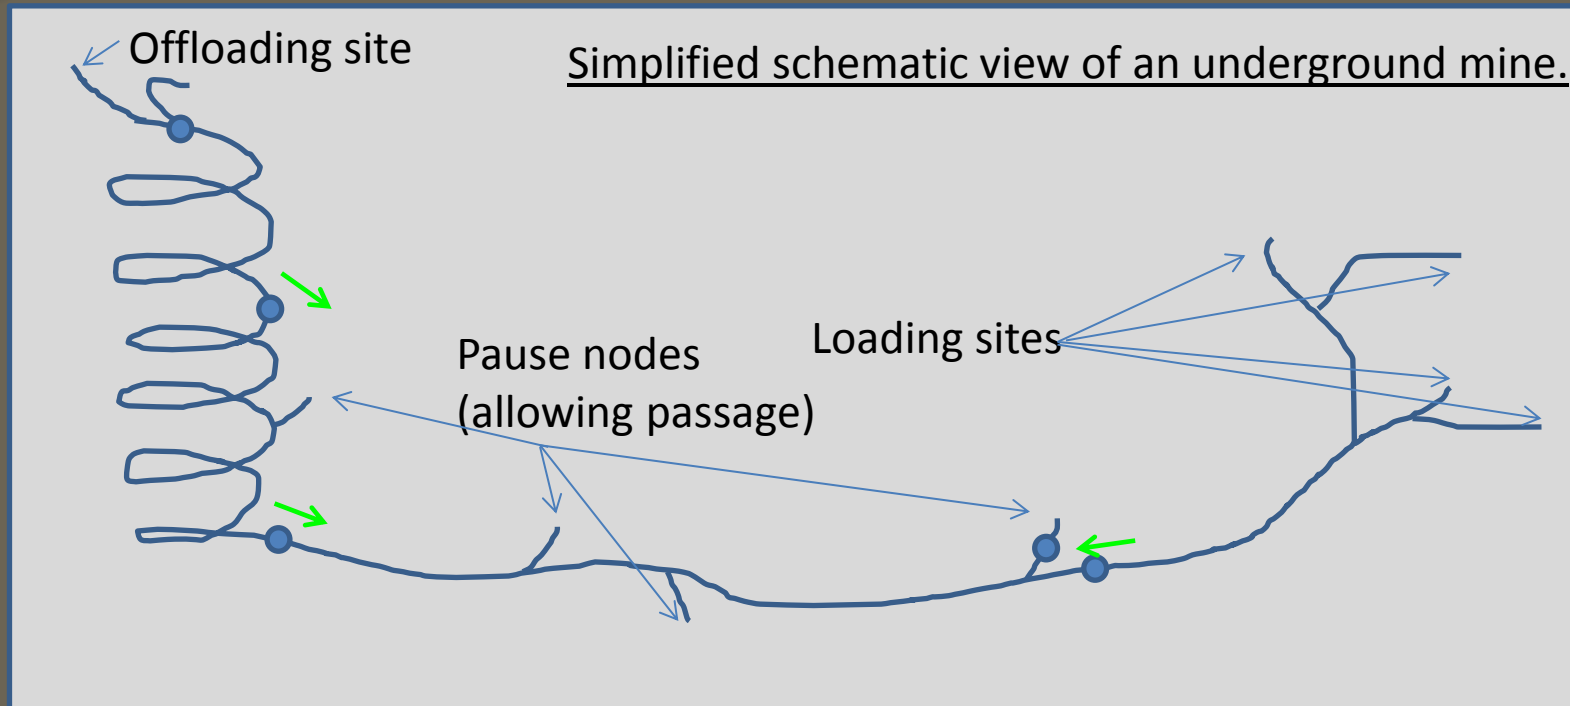 Offloading site
Simplified schematic view of an underground mine.
Pause nodes
(allowing passage)
Loading sites